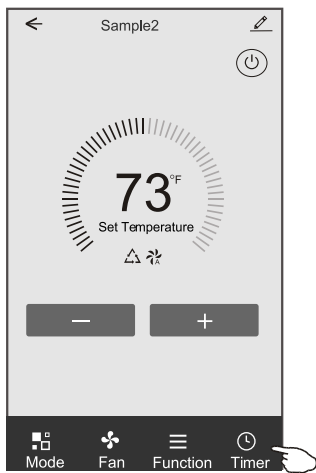 Sample2
73°F
Set Temperature
A
Mode Fan Function Timer